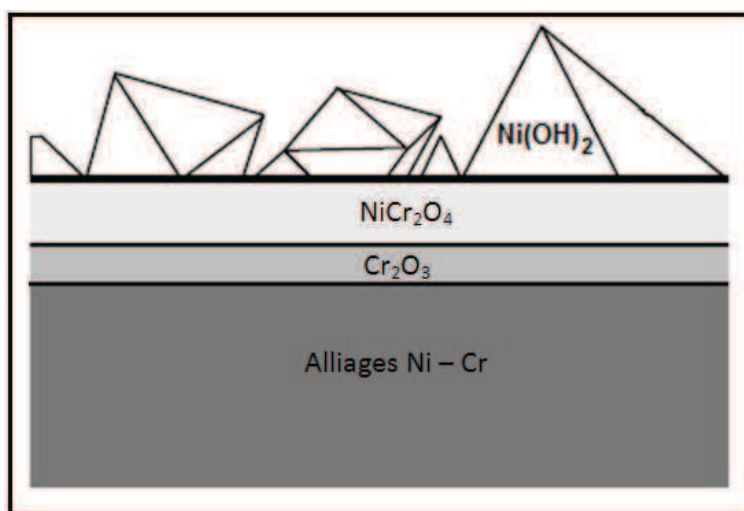 Ni(OH)₂
NiCr₂O₄
Cr₂O₃
Alliages Ni – Cr